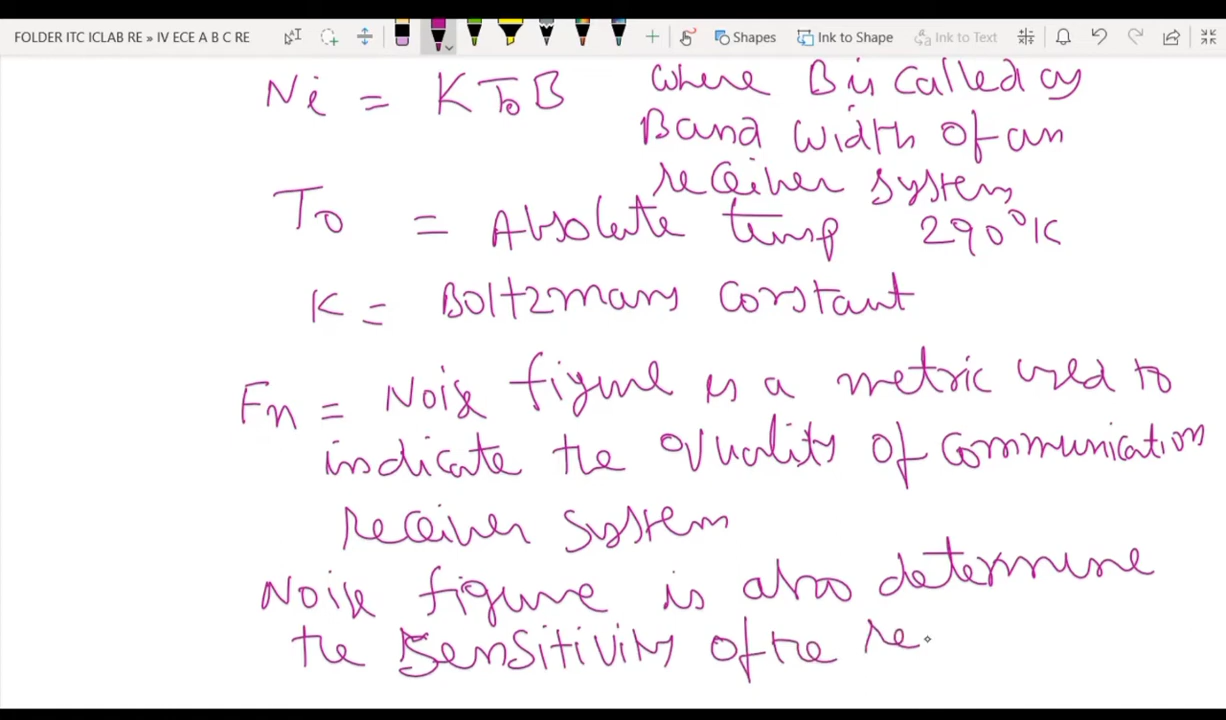 FOLDER ITC ICLAB RE » IV ECE A B C RE
Shapes
Ink to Shape
Ink to Text
Ni = KToB where B is called as
Band width of an
receiver system
To = Absolute temp 290°K
K = Boltzmans constant
Fn = Noise figure is a metric used to
indicate the quality of communication
receiver system
Noise figure is also determine
the sensitivity of the re